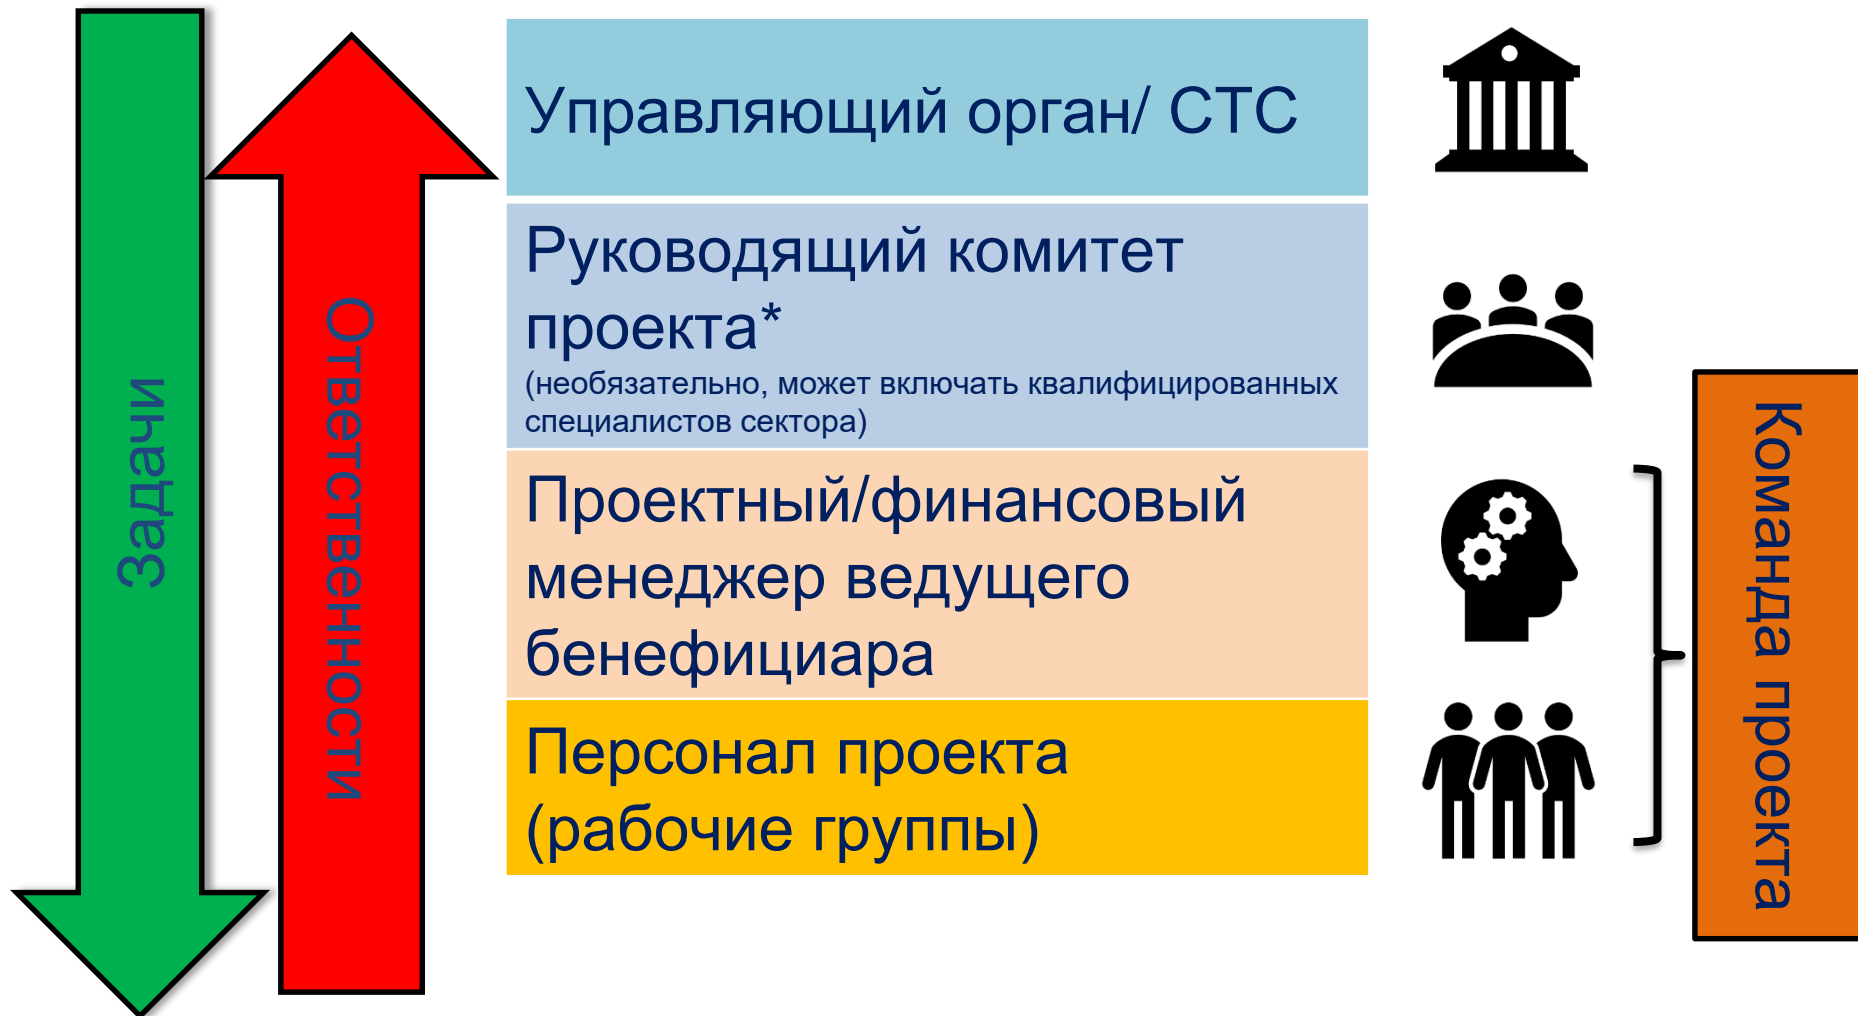 Задачи
Ответственности
Управляющий орган/ СТС
Руководящий комитет
проекта*
(необязательно, может включать квалифицированных
специалистов сектора)
Проектный/финансовый
менеджер ведущего
бенефициара
Персонал проекта
(рабочие группы)
Команда проекта